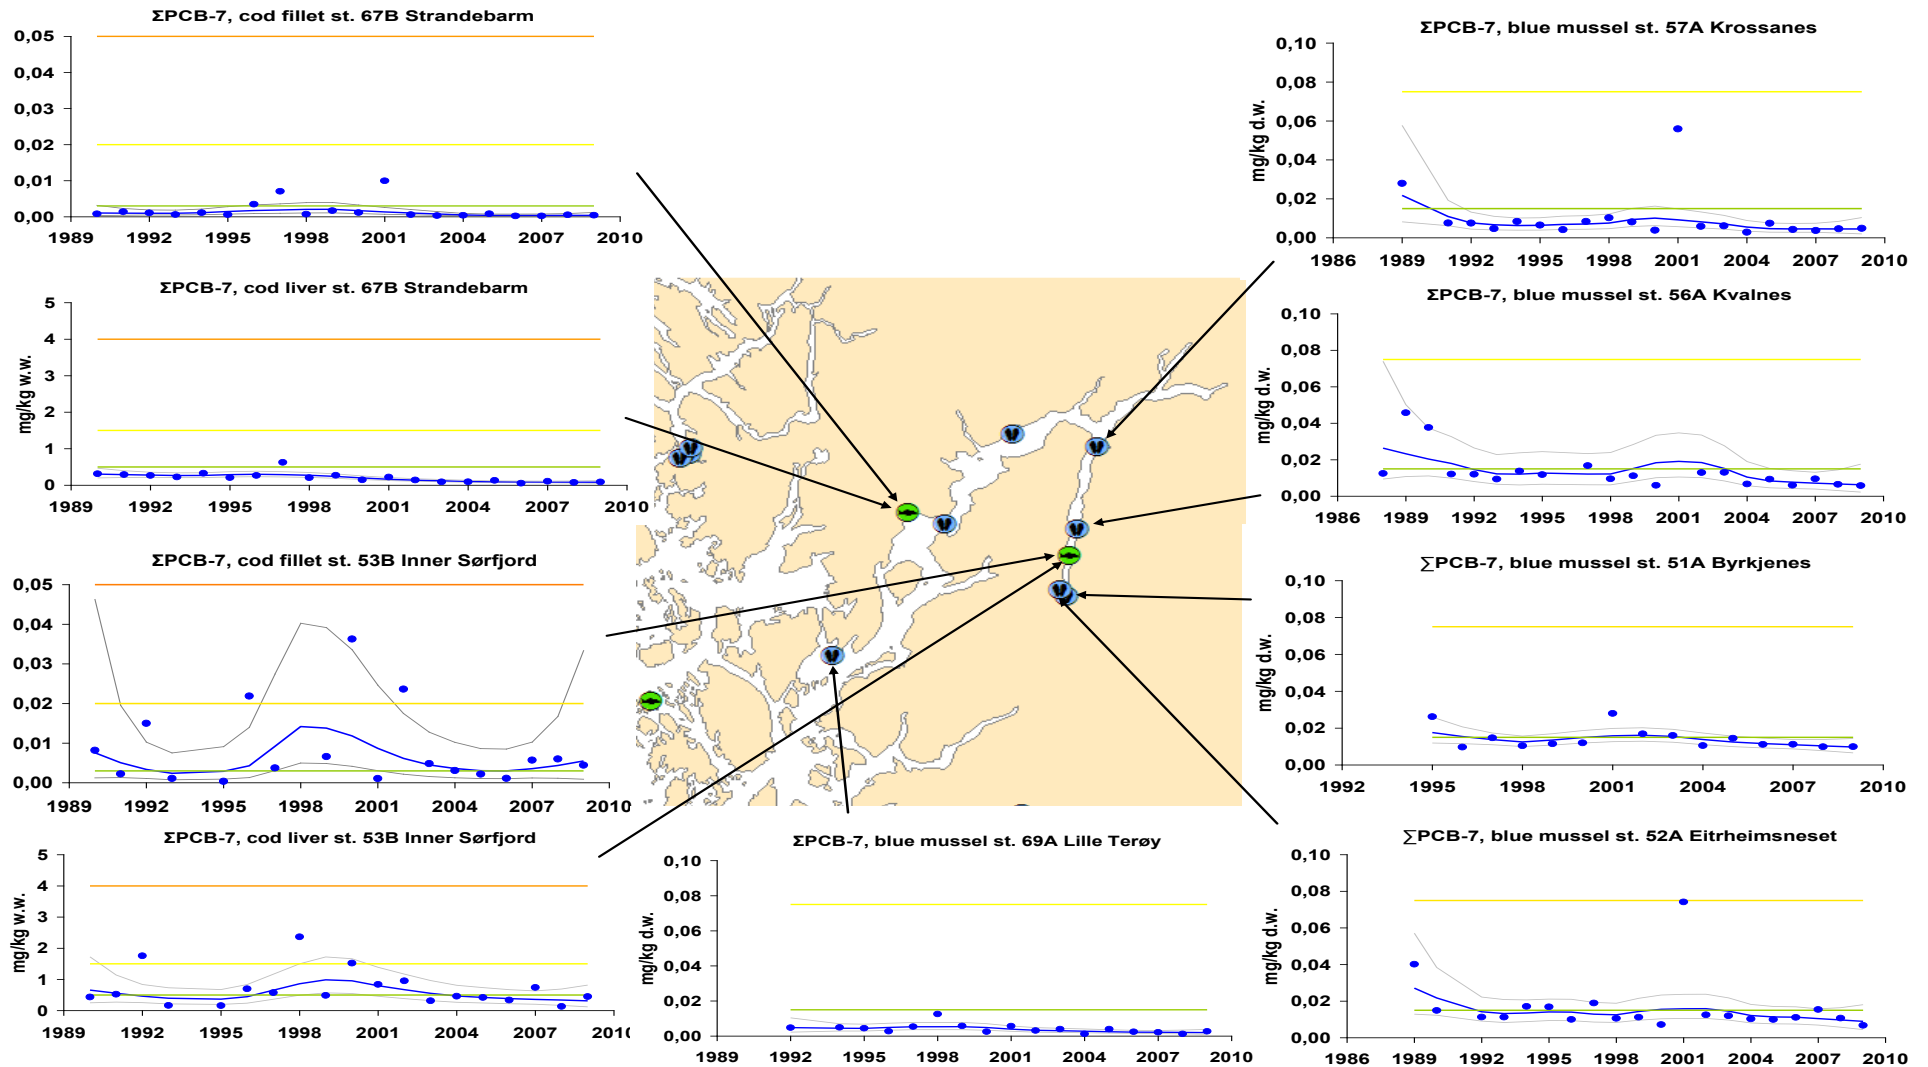 ΣPCB-7, cod fillet st. 67B Strandebarm
0,05
0,04
0,03
0,02
0,01
0,00
1989 1992 1995 1998 2001 2004 2007 2010
ΣPCB-7, cod liver st. 67B Strandebarm
mg/kg w.w.
5
4
3
2
1
0
1989 1992 1995 1998 2001 2004 2007 2010
ΣPCB-7, cod fillet st. 53B Inner Sørfjord
0,05
0,04
0,03
0,02
0,01
0,00
1989 1992 1995 1998 2001 2004 2007 2010
ΣPCB-7, cod liver st. 53B Inner Sørfjord
mg/kg w.w.
5
4
3
2
1
0
1989 1992 1995 1998 2001 2004 2007 2010
ΣPCB-7, blue mussel st. 69A Lille Terøy
mg/kg d.w.
0,10
0,08
0,06
0,04
0,02
0,00
1989 1992 1995 1998 2001 2004 2007 2010
ΣPCB-7, blue mussel st. 57A Krossanes
mg/kg d.w.
0,10
0,08
0,06
0,04
0,02
0,00
1986 1989 1992 1995 1998 2001 2004 2007 2010
ΣPCB-7, blue mussel st. 56A Kvalnes
mg/kg d.w.
0,10
0,08
0,06
0,04
0,02
0,00
1986 1989 1992 1995 1998 2001 2004 2007 2010
∑PCB-7, blue mussel st. 51A Byrkjenes
mg/kg d.w.
0,10
0,08
0,06
0,04
0,02
0,00
1992 1995 1998 2001 2004 2007 2010
∑PCB-7, blue mussel st. 52A Eitrheimsneset
mg/kg d.w.
0,10
0,08
0,06
0,04
0,02
0,00
1986 1989 1992 1995 1998 2001 2004 2007 2010